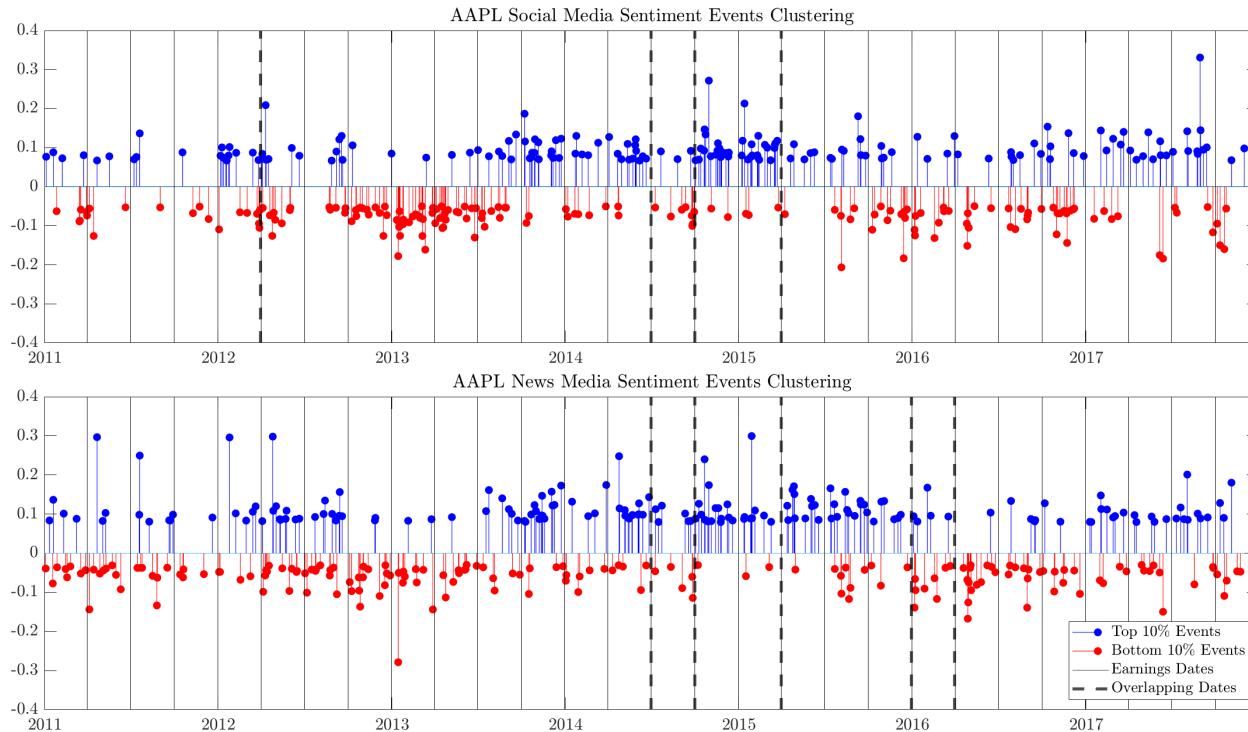 AAPL Social Media Sentiment Events Clustering
0.4
0.3
0.2
0.1
0
-0.1
-0.2
-0.3
-0.4
2011 2012 2013 2014 2015 2016 2017
AAPL News Media Sentiment Events Clustering
0.4
0.3
0.2
0.1
0
-0.1
-0.2
-0.3
-0.4
Top 10% Events
Bottom 10% Events
Earnings Dates
Overlapping Dates
2011 2012 2013 2014 2015 2016 2017